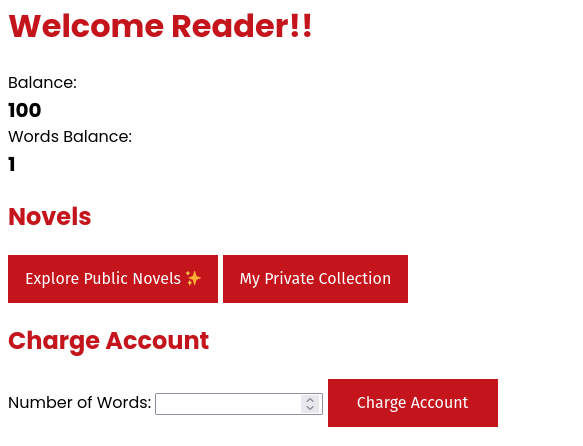 Welcome Reader!!
Balance:
100
Words Balance:
1
Novels
Explore Public Novels ✨ My Private Collection
Charge Account
Number of Words: Charge Account